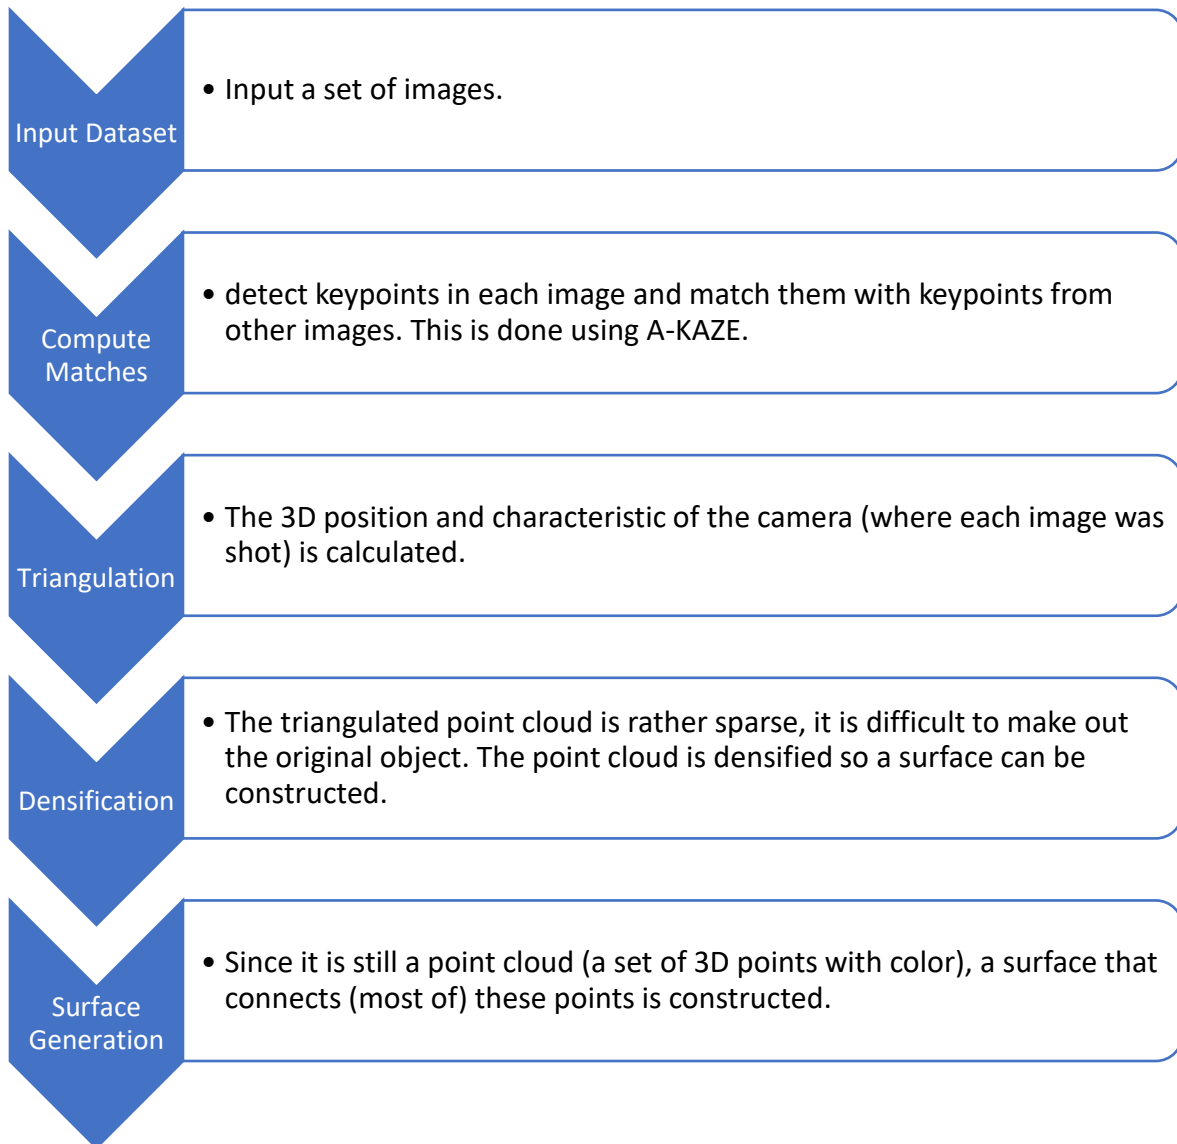 Input Dataset
• Input a set of images.
Compute
Matches
• detect keypoints in each image and match them with keypoints from
other images. This is done using A-KAZE.
Triangulation
• The 3D position and characteristic of the camera (where each image was
shot) is calculated.
Densification
• The triangulated point cloud is rather sparse, it is difficult to make out
the original object. The point cloud is densified so a surface can be
constructed.
Surface
Generation
• Since it is still a point cloud (a set of 3D points with color), a surface that
connects (most of) these points is constructed.